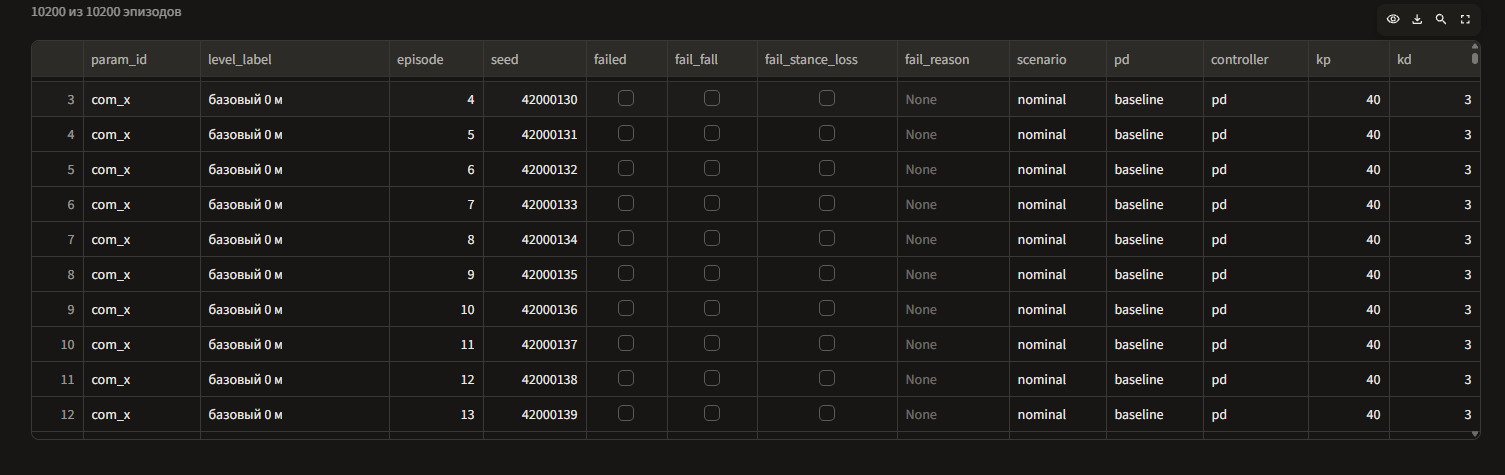 10200 из 10200 эпизодов
param_id level_label episode seed failed fail_fall fail_stance_loss fail_reason scenario pd controller kp kd
3 com_x базовый 0 м 4 42000130 None nominal baseline pd 40 3
4 com_x базовый 0 м 5 42000131 None nominal baseline pd 40 3
5 com_x базовый 0 м 6 42000132 None nominal baseline pd 40 3
6 com_x базовый 0 м 7 42000133 None nominal baseline pd 40 3
7 com_x базовый 0 м 8 42000134 None nominal baseline pd 40 3
8 com_x базовый 0 м 9 42000135 None nominal baseline pd 40 3
9 com_x базовый 0 м 10 42000136 None nominal baseline pd 40 3
10 com_x базовый 0 м 11 42000137 None nominal baseline pd 40 3
11 com_x базовый 0 м 12 42000138 None nominal baseline pd 40 3
12 com_x базовый 0 м 13 42000139 None nominal baseline pd 40 3